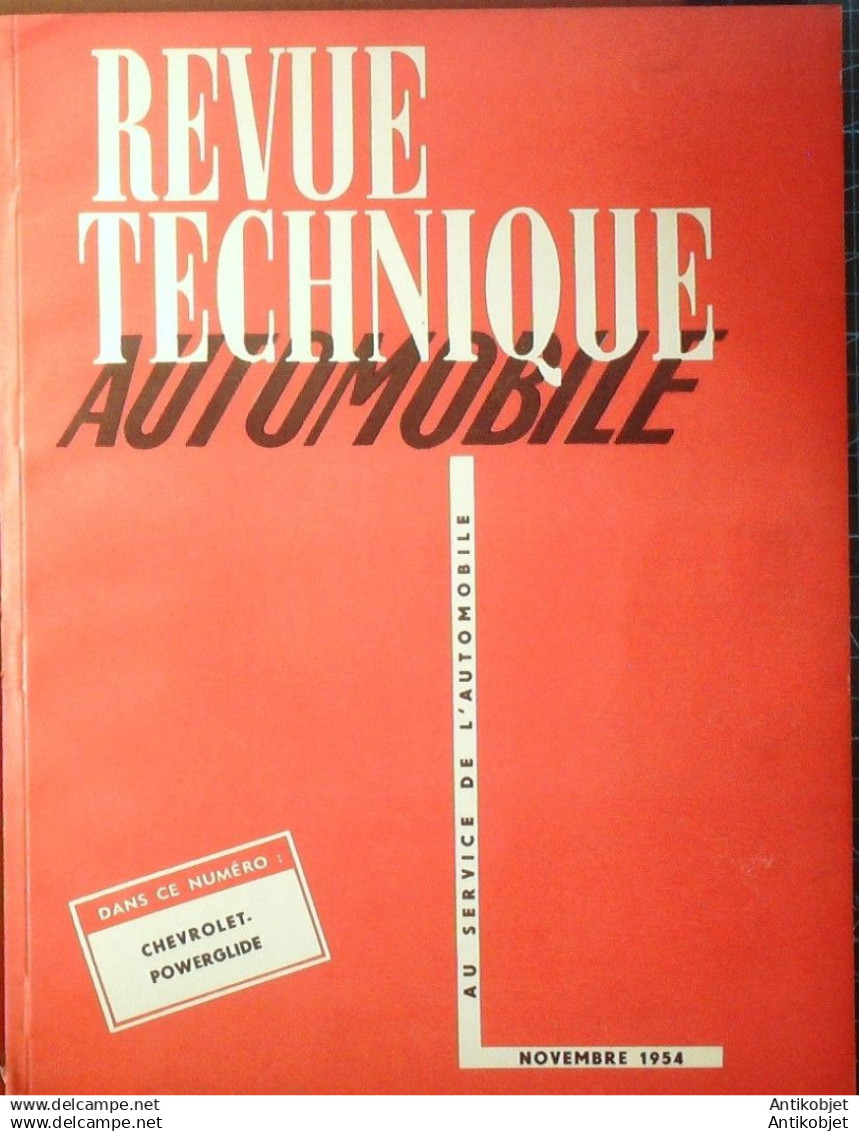 REVUE
TECHNIQUE
AUTOMOBILE
AU SERVICE DE L'AUTOMOBILE
DANS CE NUMÉRO :
CHEVROLET-
POWERGLIDE
NOVEMBRE 1954
www.delcampe.net
Antikobjet
www.delcampe.net
Antikobjet